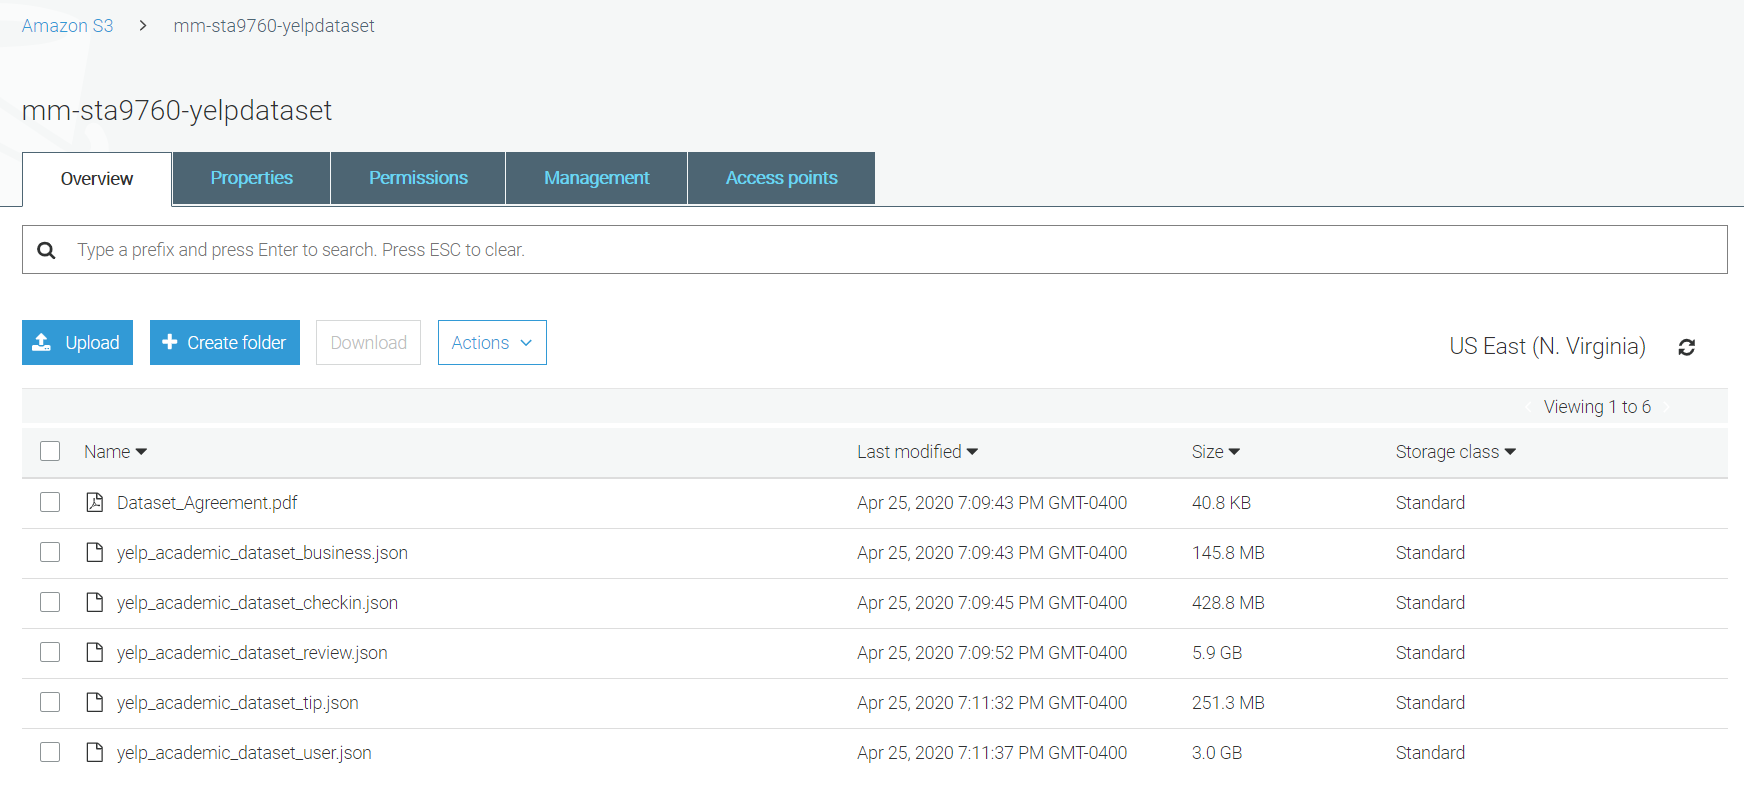 Amazon S3 > mm-sta9760-yelpdataset
mm-sta9760-yelpdataset
Overview Properties Permissions Management Access points
Type a prefix and press Enter to search. Press ESC to clear.
Upload Create folder Download Actions US East (N. Virginia)
Viewing 1 to 6
Name Last modified Size Storage class
Dataset_Agreement.pdf Apr 25, 2020 7:09:43 PM GMT-0400 40.8 KB Standard
yelp_academic_dataset_business.json Apr 25, 2020 7:09:43 PM GMT-0400 145.8 MB Standard
yelp_academic_dataset_checkin.json Apr 25, 2020 7:09:45 PM GMT-0400 428.8 MB Standard
yelp_academic_dataset_review.json Apr 25, 2020 7:09:52 PM GMT-0400 5.9 GB Standard
yelp_academic_dataset_tip.json Apr 25, 2020 7:11:32 PM GMT-0400 251.3 MB Standard
yelp_academic_dataset_user.json Apr 25, 2020 7:11:37 PM GMT-0400 3.0 GB Standard